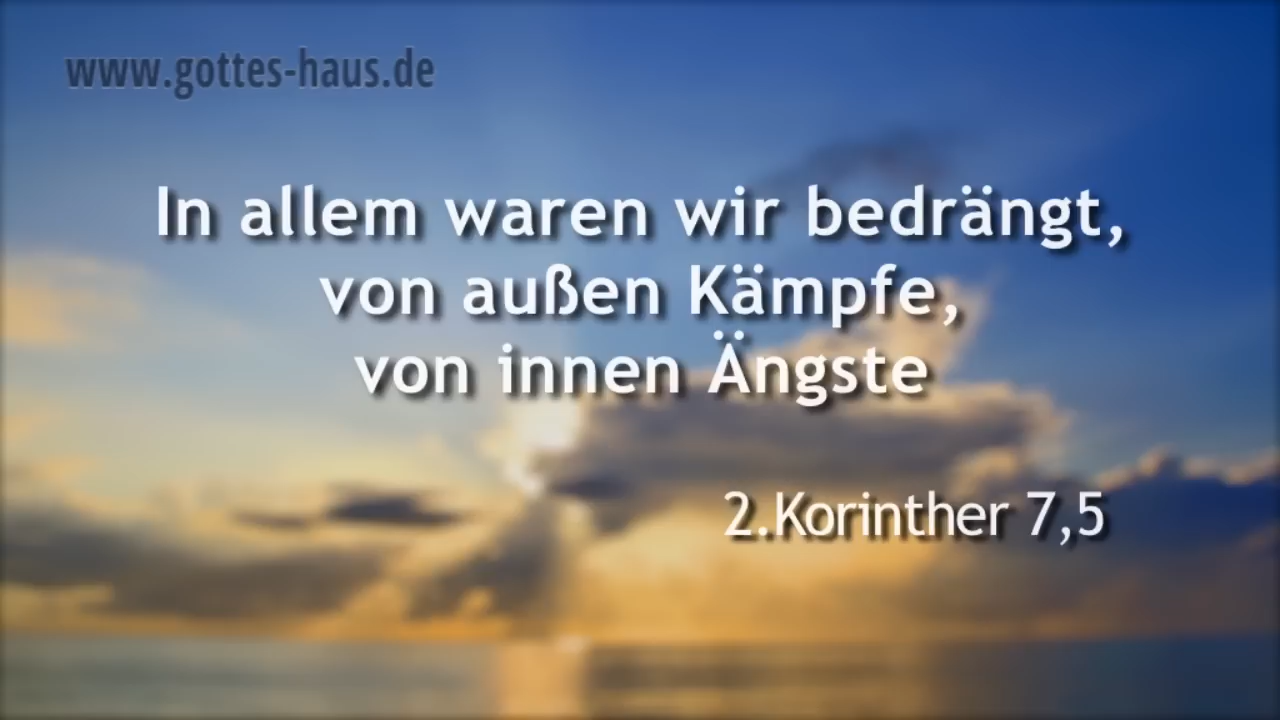 www.gottes-haus.de
In allem waren wir bedrängt,
von außen Kämpfe,
von innen Ängste
2.Korinther 7,5